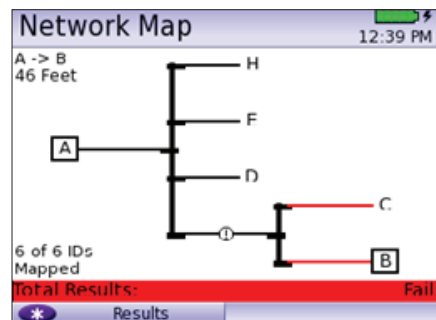 Network Map
12:39 PM
A -> B
46 Feet
H
F
A
D
C
!
B
6 of 6 IDs
Mapped
Total Results: Fail
* Results